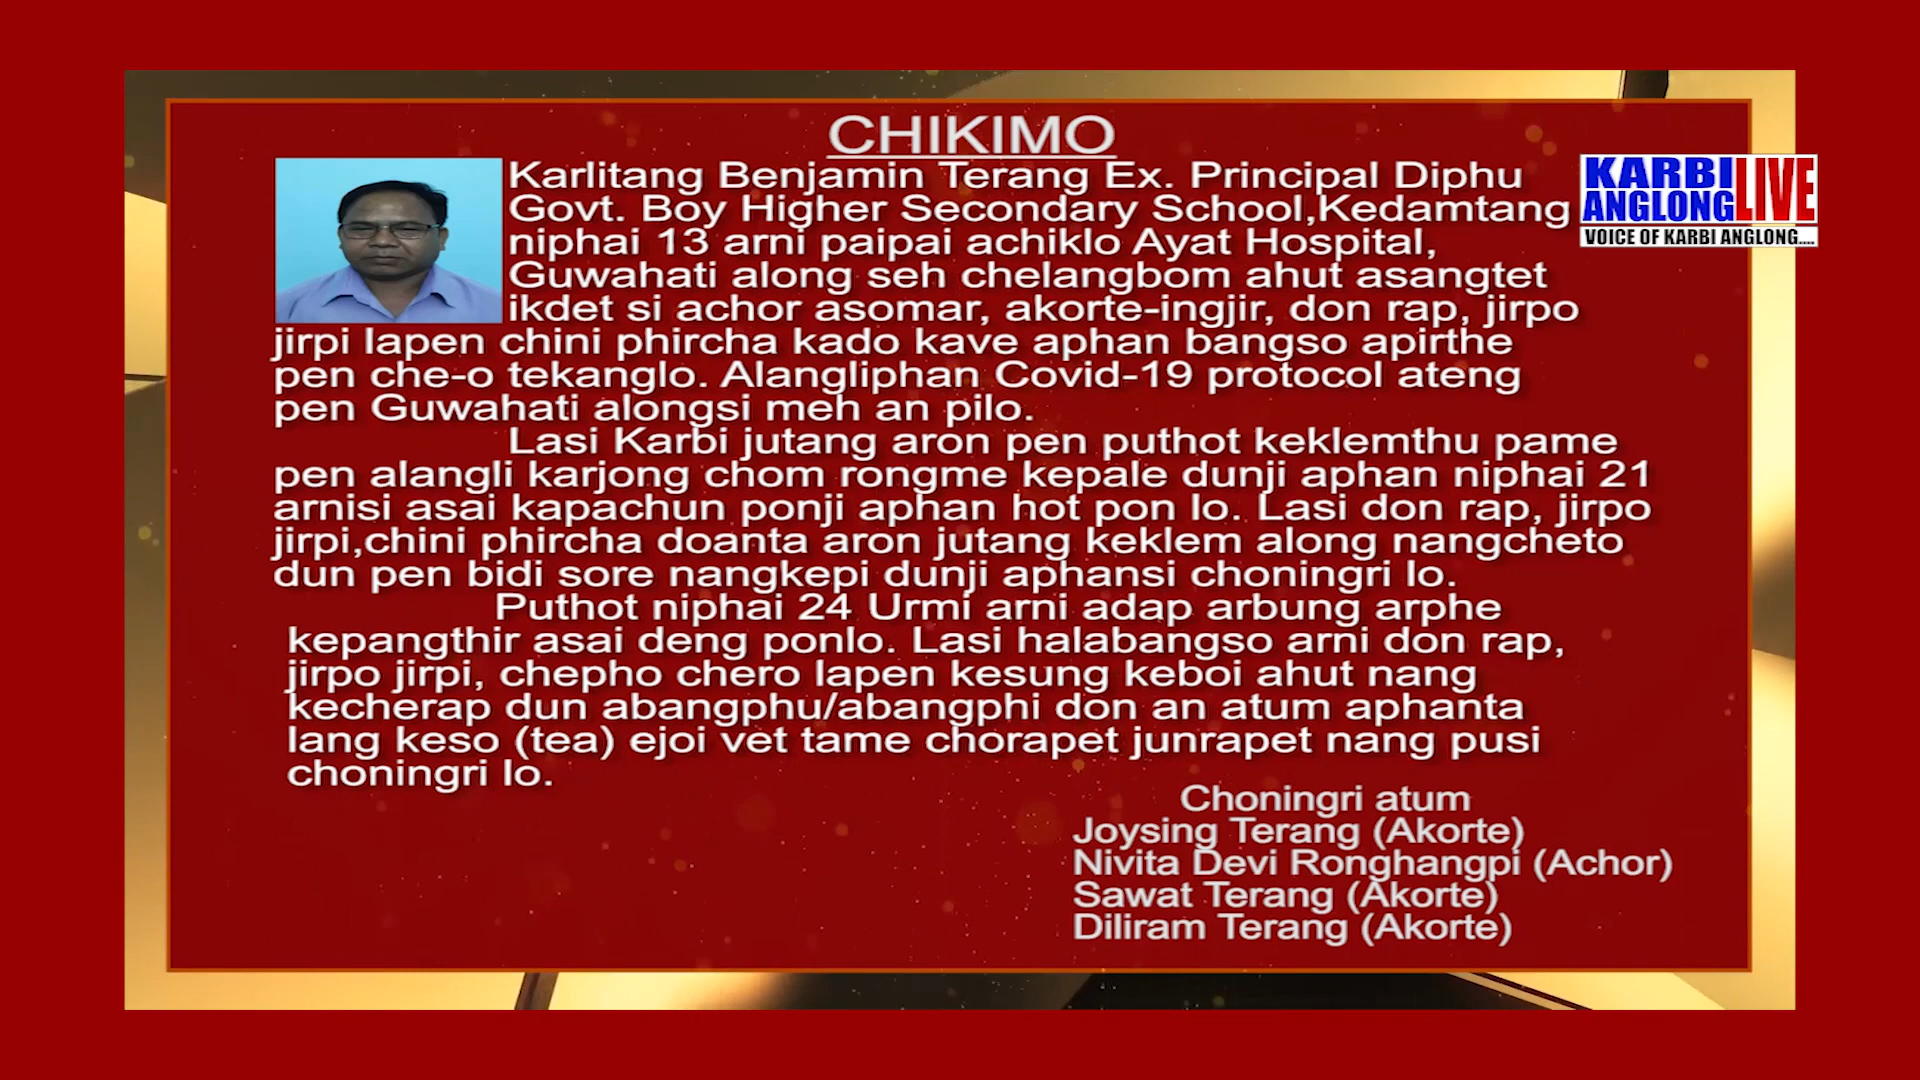 CHIKIMO
Karlitang Benjamin Terang Ex. Principal Diphu
Govt. Boy Higher Secondary School,Kedamtang
niphai 13 arni paipai achiklo Ayat Hospital,
Guwahati along seh chelangbom ahut asangtet
ikdet si achor asomar, akorte-ingjir, don rap, jirpo
jirpi lapen chini phircha kado kave aphan bangso apirthe
pen che-o tekanglo. Alangliphan Covid-19 protocol ateng
pen Guwahati alongsi meh an pilo.
Lasi Karbi jutang aron pen puthot keklemthu pame
pen alangli karjong chom rongme kepale dunji aphan niphai 21
arnisi asai kapachun ponji aphan hot pon lo. Lasi don rap, jirpo
jirpi,chini phircha doanta aron jutang keklem along nangcheto
dun pen bidi sore nangkepi dunji aphansi choningri lo.
Puthot niphai 24 Urmi arni adap arbung arphe
kepangthir asai deng ponlo. Lasi halabangso arni don rap,
jirpo jirpi, chepho chero lapen kesung keboi ahut nang
kecherap dun abangphu/abangphi don an atum aphanta
lang keso (tea) ejoi vet tame chorapet junrapet nang pusi
choningri lo.
Choningri atum
Joysing Terang (Akorte)
Nivita Devi Ronghangpi (Achor)
Sawat Terang (Akorte)
Diliram Terang (Akorte)
KARBI
ANGLONG LIVE
VOICE OF KARBI ANGLONG....